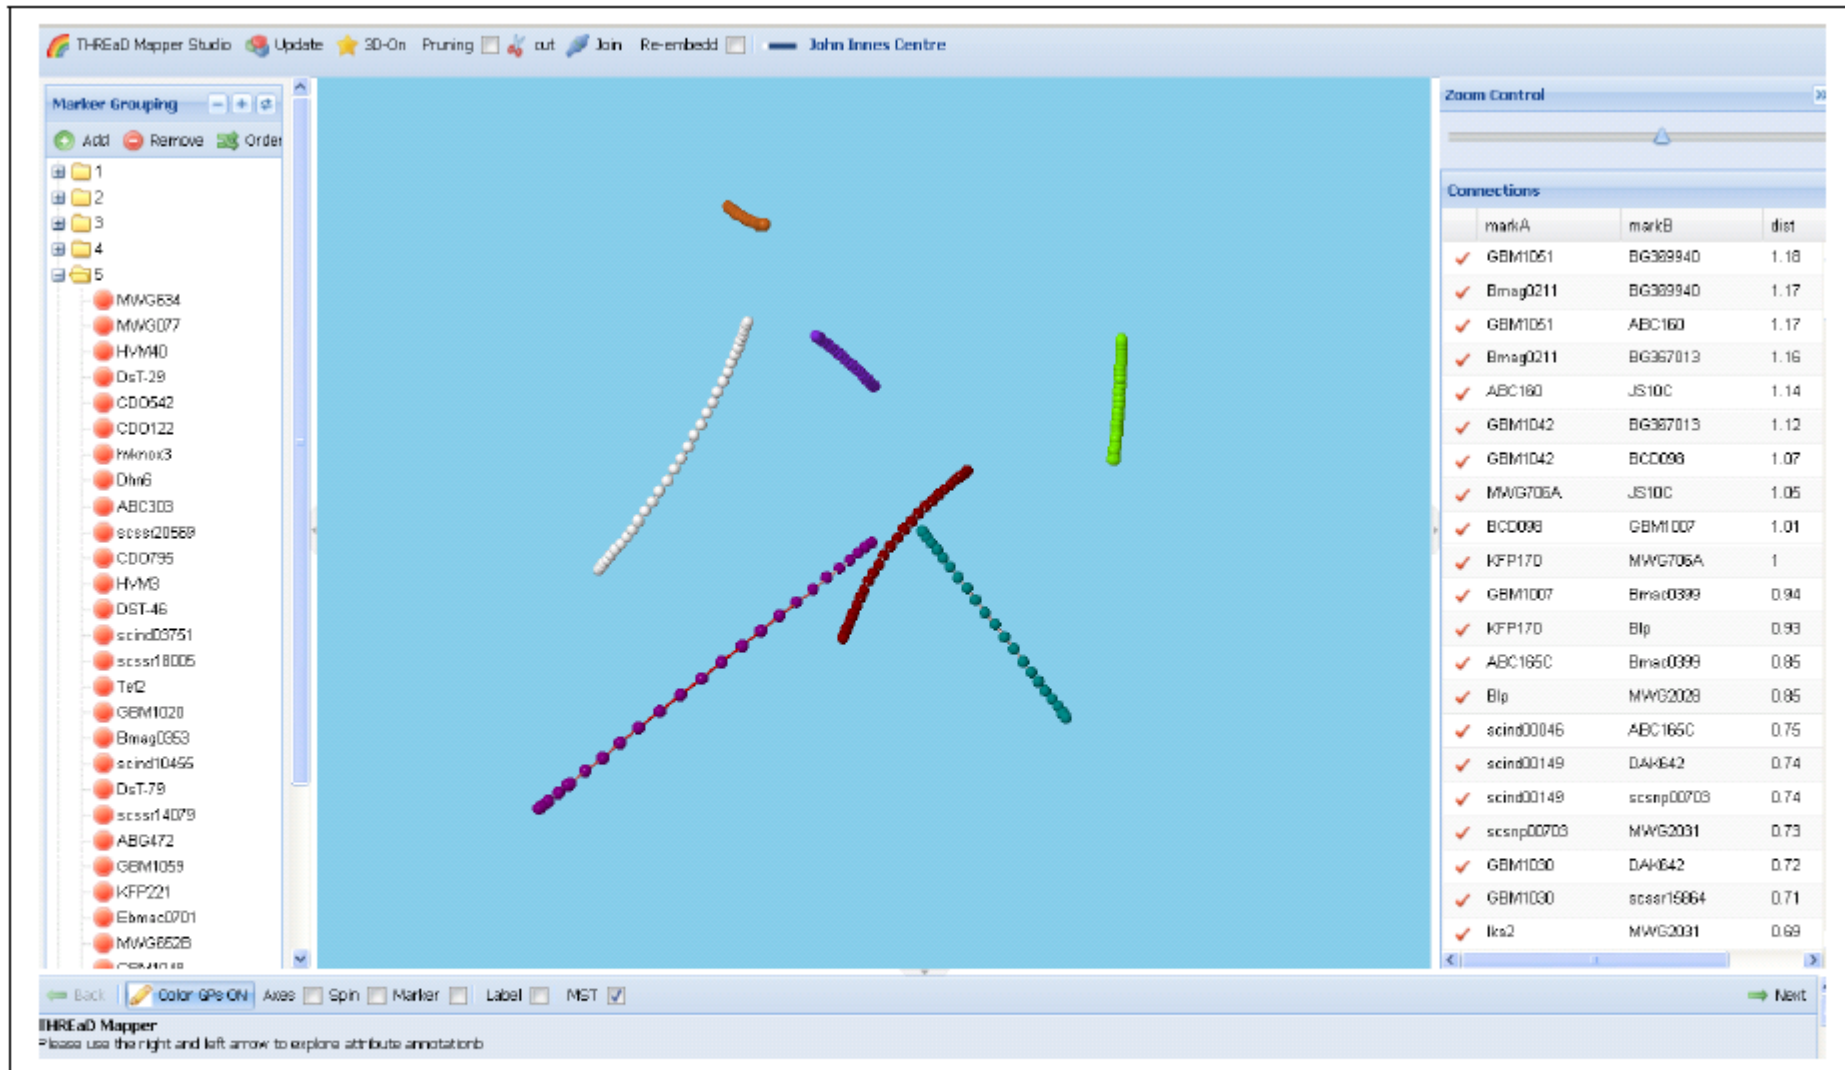 THREaD Mapper Studio Update 3D-On Pruning cut Join Re-embedd John Innes Centre
Marker Grouping
Add Remove Order
1
2
3
4
5
MWG634
MWG077
HVM40
DsT-29
CDO542
CDO122
hvknox3
Dhn6
ABC303
scssr20569
CDO795
HVM3
DST-46
scind03751
scssr18005
Tef2
GBM1020
Bmag0353
scind10455
DsT-79
scssr14079
ABG472
GBM1059
KFP221
Ebmac0701
MWG652B
Zoom Control
Connections
markA markB dist
GBM1051 BG369940 1.18
Bmag0211 BG369940 1.17
GBM1051 ABC160 1.17
Bmag0211 BG367013 1.16
ABC160 JS10C 1.14
GBM1042 BG367013 1.12
GBM1042 BCD098 1.07
MWG706A JS10C 1.05
BCD098 GBM1007 1.01
KFP170 MWG706A 1
GBM1007 Bmac0399 0.94
KFP170 Blp 0.93
ABC165C Bmac0399 0.85
Blp MWG2028 0.85
scind00046 ABC165C 0.75
scind00149 DAK642 0.74
scind00149 scsnp00703 0.74
scsnp00703 MWG2031 0.73
GBM1030 DAK642 0.72
GBM1030 scssr15864 0.71
lks2 MWG2031 0.69
Back Color GPs ON Axes Spin Marker Label MST Next
THREaD Mapper
Please use the right and left arrow to explore attribute annotationb